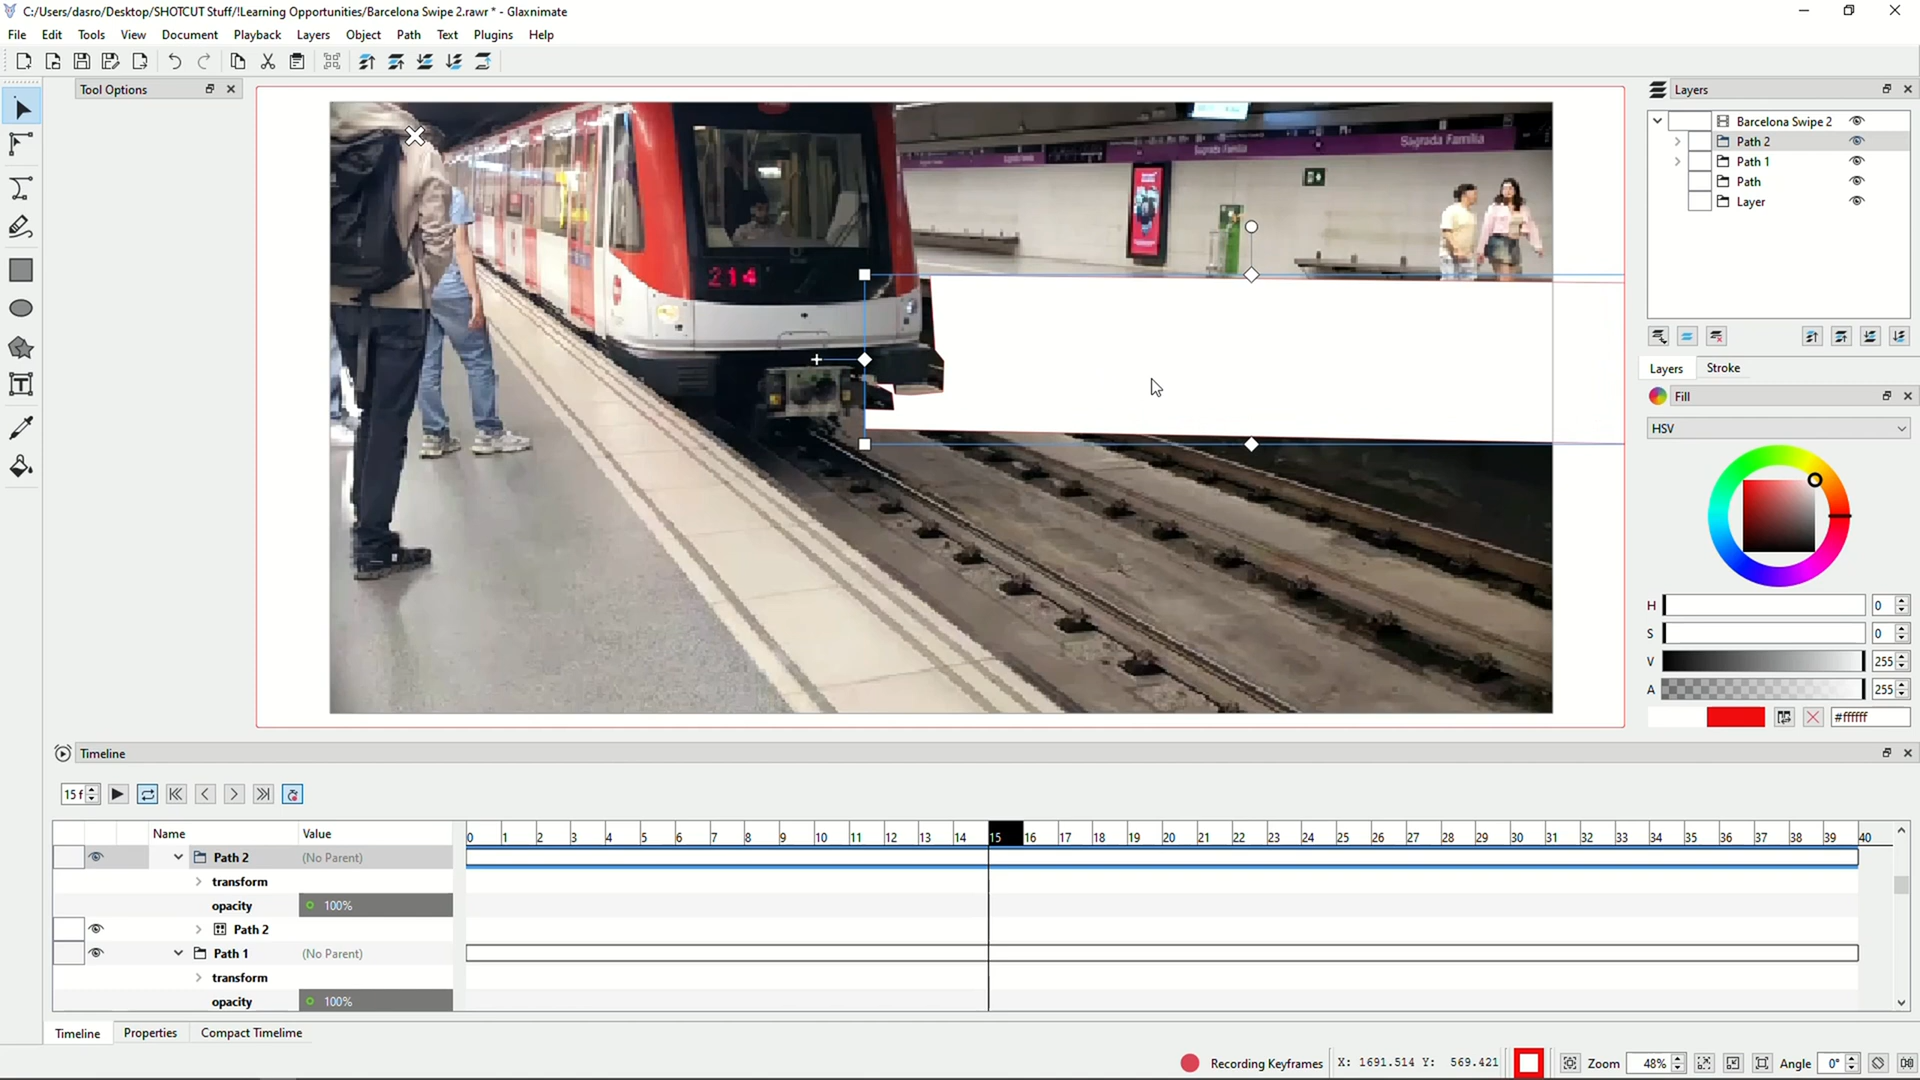 C:/Users/dasro/Desktop/SHOTCUT Stuff/!Learning Opportunities/Barcelona Swipe 2.rawr * - Glaxnimate
File Edit Tools View Document Playback Layers Object Path Text Plugins Help
Tool Options
Layers
Barcelona Swipe 2
Path 2
Path 1
Path
Layer
Sagrada Familia
Sagrada Familia
214
Layers Stroke
Fill
HSV
H 0
S 0
V 255
A 255
#ffffff
Timeline
15 f
Name Value
0 1 2 3 4 5 6 7 8 9 10 11 12 13 14 15 16 17 18 19 20 21 22 23 24 25 26 27 28 29 30 31 32 33 34 35 36 37 38 39 40
Path 2 (No Parent)
transform
opacity 100%
Path 2
Path 1 (No Parent)
transform
opacity 100%
Timeline Properties Compact Timeline
Recording Keyframes X: 1691.514 Y: 569.421 Zoom 48% Angle 0°